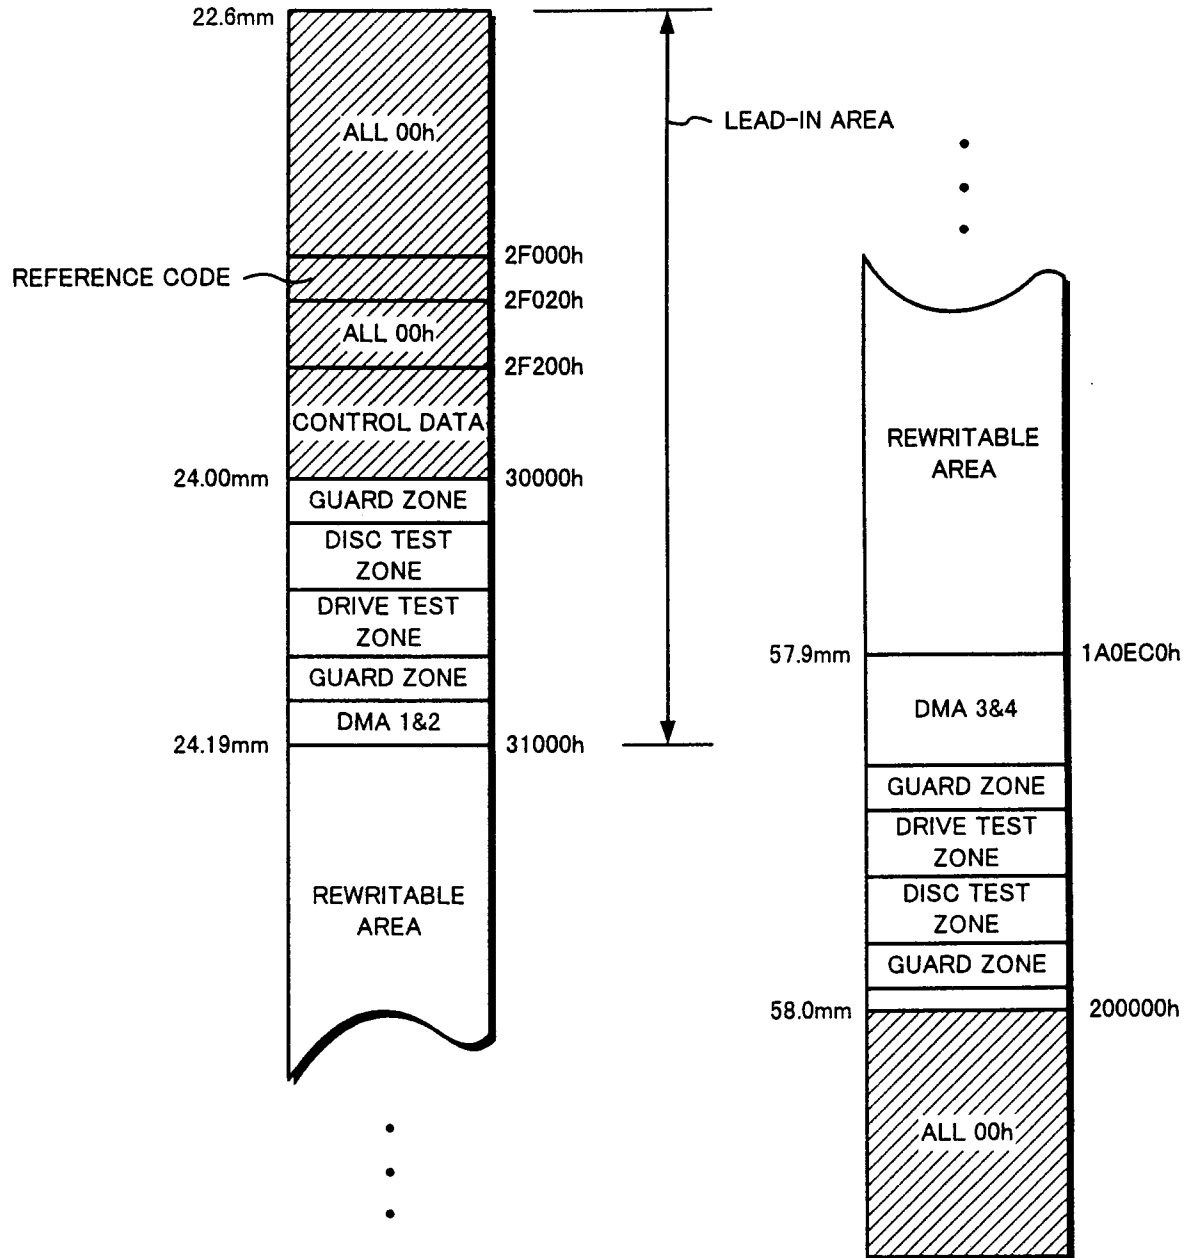 22.6mm
ALL 00h
LEAD-IN AREA
2F000h
REFERENCE CODE
2F020h
ALL 00h
2F200h
CONTROL DATA
24.00mm
30000h
GUARD ZONE
DISC TEST
ZONE
DRIVE TEST
ZONE
GUARD ZONE
DMA 1&2
24.19mm
31000h
REWRITABLE
AREA
REWRITABLE
AREA
57.9mm
1A0EC0h
DMA 3&4
GUARD ZONE
DRIVE TEST
ZONE
DISC TEST
ZONE
GUARD ZONE
58.0mm
200000h
ALL 00h